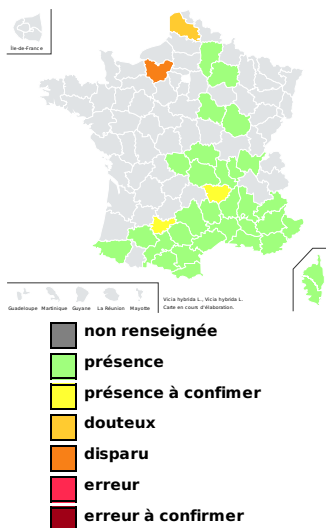 Île-de-France
Guadeloupe Martinique Guyane La Réunion Mayotte
Vicia hybrida L., Vicia hybrida L.
Carte en cours d'élaboration.
non renseignée
présence
présence à confimer
douteux
disparu
erreur
erreur à confirmer